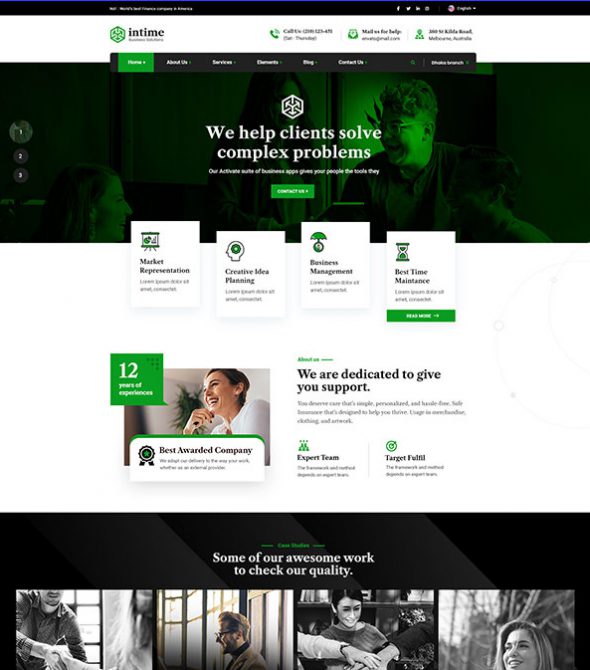 Hot! : World's best Finance company in America
English
intime
Business Solutions
Call Us: (210) 123-451
(Sat - Thursday)
Mail us for help:
envato@mail.com
380 St Kilda Road,
Melbourne, Australia
Home + About Us + Services + Elements + Blog + Contact Us +
Dhaka branch
1
2
3
We help clients solve
complex problems
Our Activate suite of business apps gives your people the tools they
CONTACT US +
Market
Representation
Lorem ipsum dolor sit
amet, consectet.
Creative Idea
Planning
Lorem ipsum dolor sit
amet, consectet.
Business
Management
Lorem ipsum dolor sit
amet, consectet.
Best Time
Maintance
Lorem ipsum dolor sit
amet, consectet.
READ MORE
12
years of
experiences
Best Awarded Company
We adapt our delivery to the way your work,
whether as an external provider.
About us
We are dedicated to give
you support.
You deserve care that's simple, personalized, and hassle-free. Safe
Insurance that's designed to help you thrive. Usage in merchandise,
clothing, and artwork.
Expert Team
The framework and method
depends on expert team.
Target Fulfil
The framework and method
depends on expert team.
Case Studies
Some of our awesome work
to check our quality.